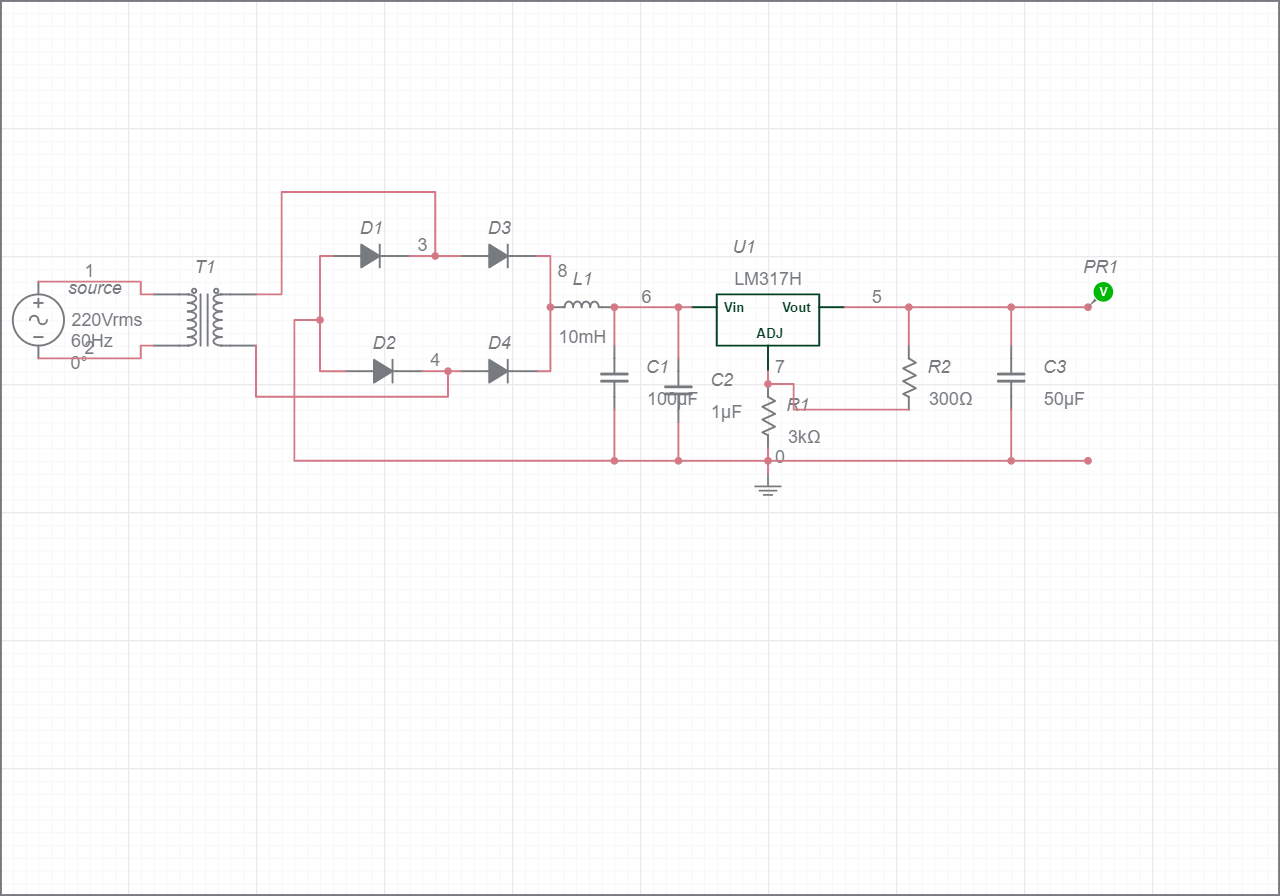 1
source
220Vrms
60Hz
2
0°
T1
D1
3
D3
D2
4
D4
8
L1
10mH
6
C1
100µF
C2
1µF
U1
LM317H
Vin
Vout
ADJ
7
R1
3kΩ
0
5
R2
300Ω
C3
50µF
PR1
V